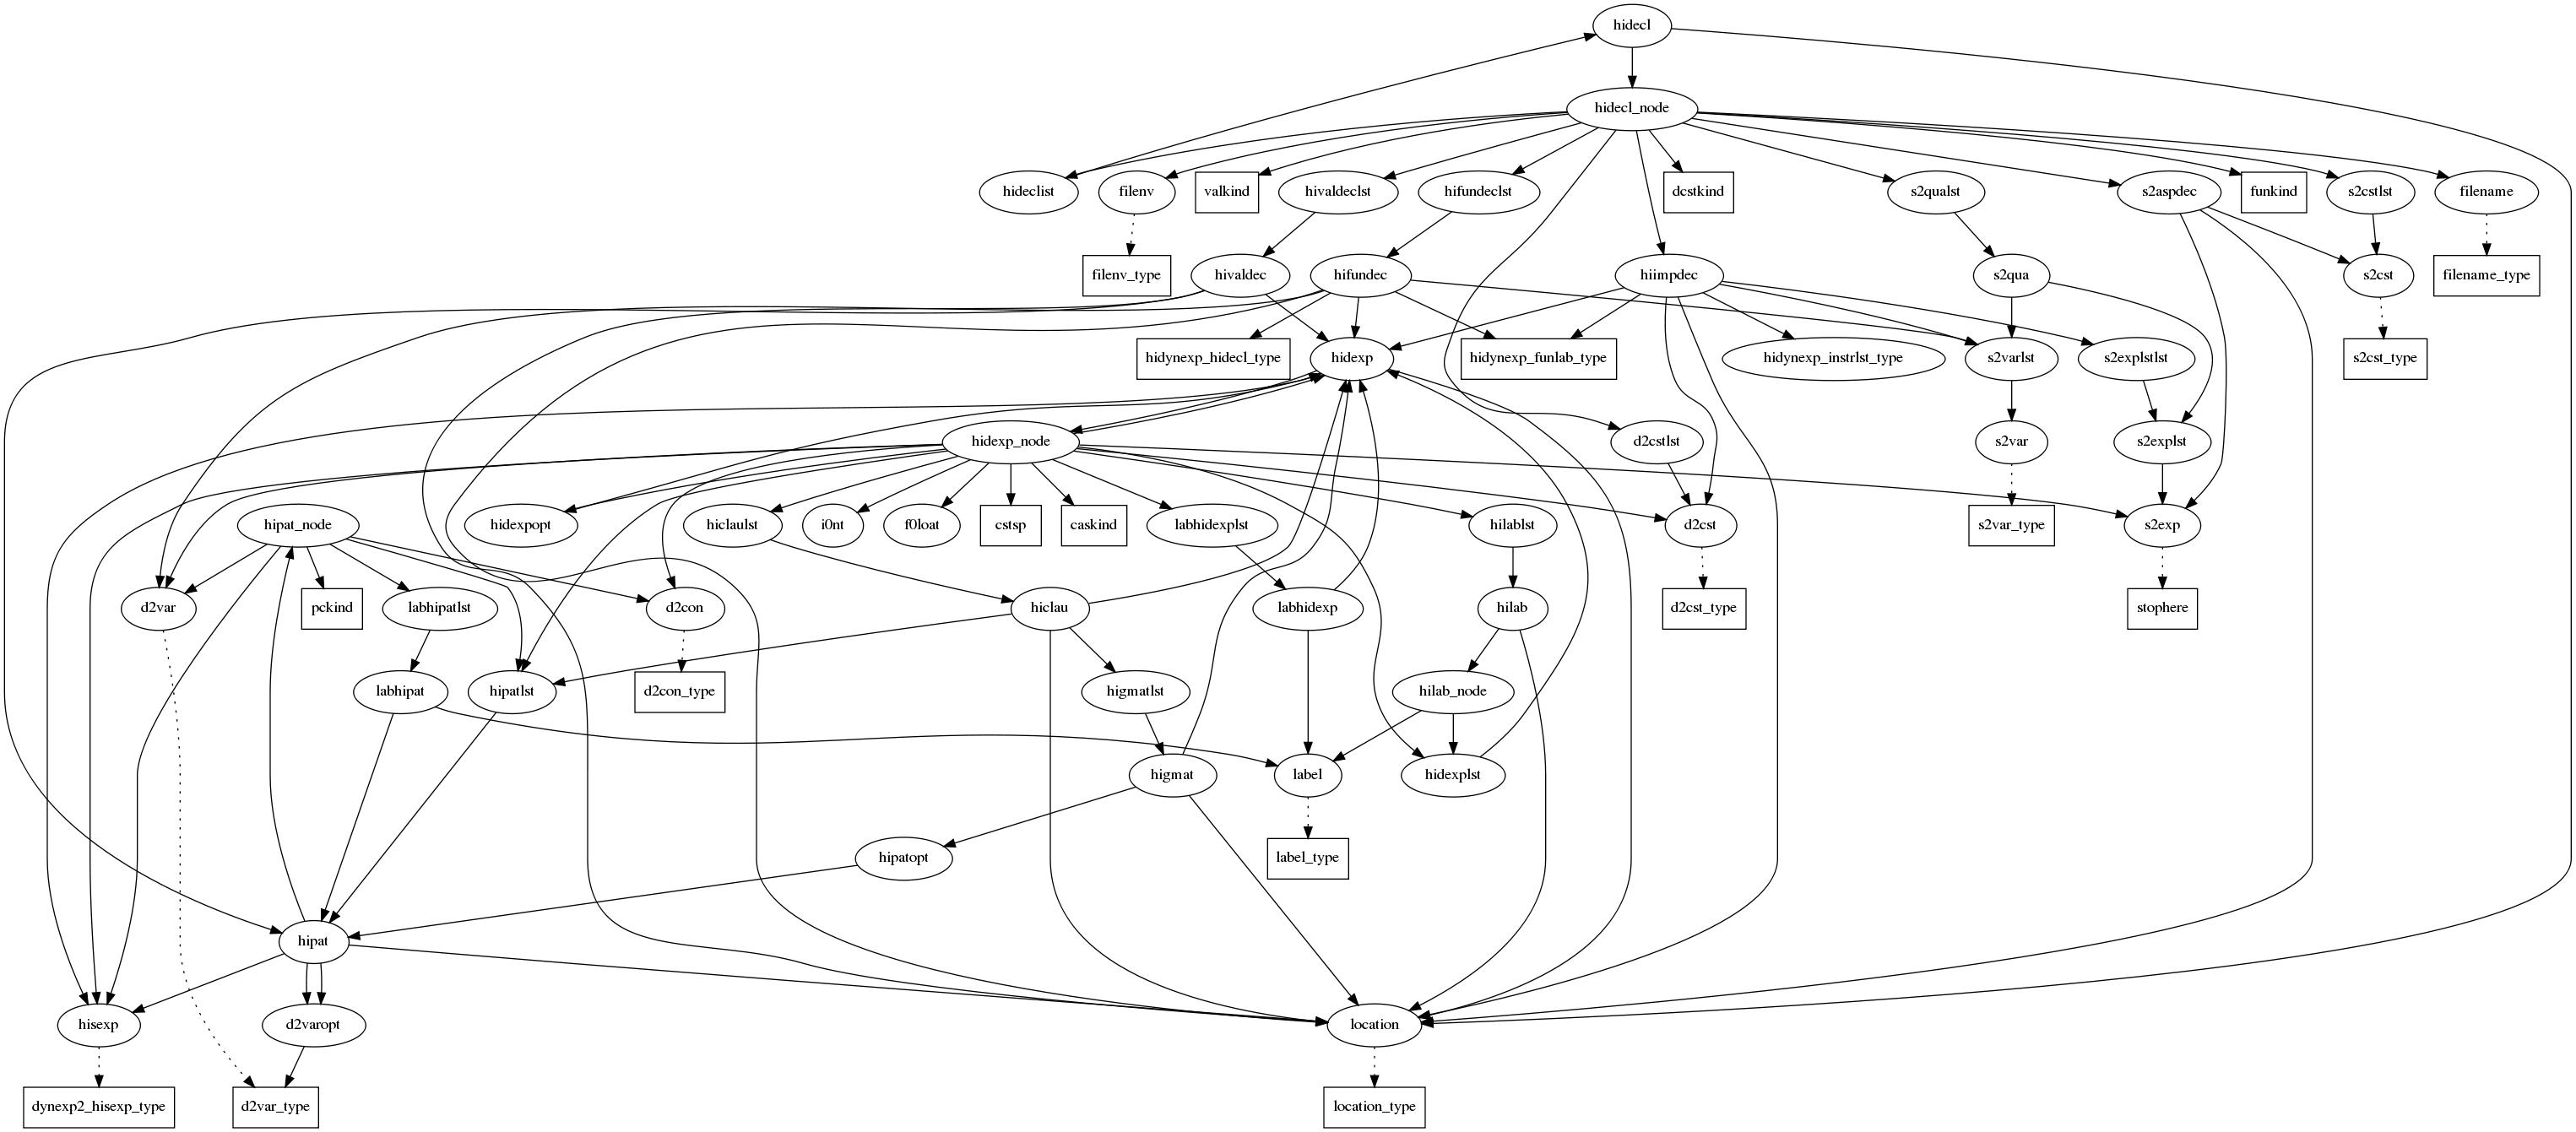 hidecl
hidecl_node
hideclist
filenv
valkind
hivaldeclst
hifundeclst
dcstkind
s2qualst
s2aspdec
funkind
s2cstlst
filename
filenv_type
hivaldec
hifundec
hiimpdec
s2qua
s2cst
filename_type
hidynexp_hidecl_type
hidexp
hidynexp_funlab_type
hidynexp_instrlst_type
s2varlst
s2explstlst
s2cst_type
hidexp_node
d2cstlst
s2var
s2explst
hipat_node
hidexpopt
hiclaulst
i0nt
f0loat
cstsp
caskind
labhidexplst
hilablst
d2cst
s2var_type
s2exp
d2var
pckind
labhipatlst
d2con
hiclau
labhidexp
hilab
d2cst_type
stophere
labhipat
hipatlst
d2con_type
higmatlst
hilab_node
higmat
label
hidexplst
hipatopt
label_type
hipat
hisexp
d2varopt
location
dynexp2_hisexp_type
d2var_type
location_type